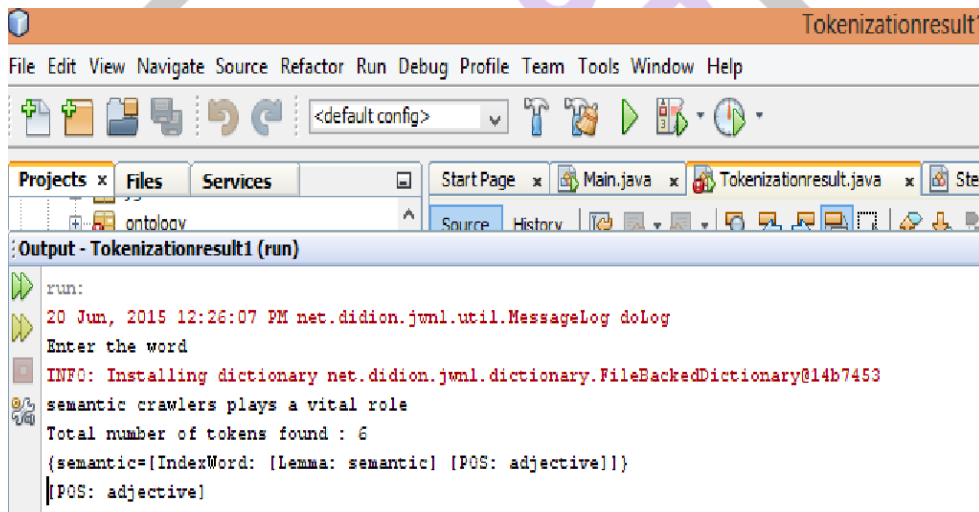 Tokenizationresult1
File Edit View Navigate Source Refactor Run Debug Profile Team Tools Window Help
<default config>
Projects x Files Services
Start Page x Main.java x Tokenizationresult.java x Ste
ontology
Source History
Output - Tokenizationresult1 (run)
run:
20 Jun, 2015 12:26:07 PM net.didion.jwnl.util.MessageLog doLog
Enter the word
INFO: Installing dictionary net.didion.jwnl.dictionary.FileBackedDictionary@14b7453
semantic crawlers plays a vital role
Total number of tokens found : 6
{semantic=[IndexWord: [Lemma: semantic] [POS: adjective]]}
[POS: adjective]